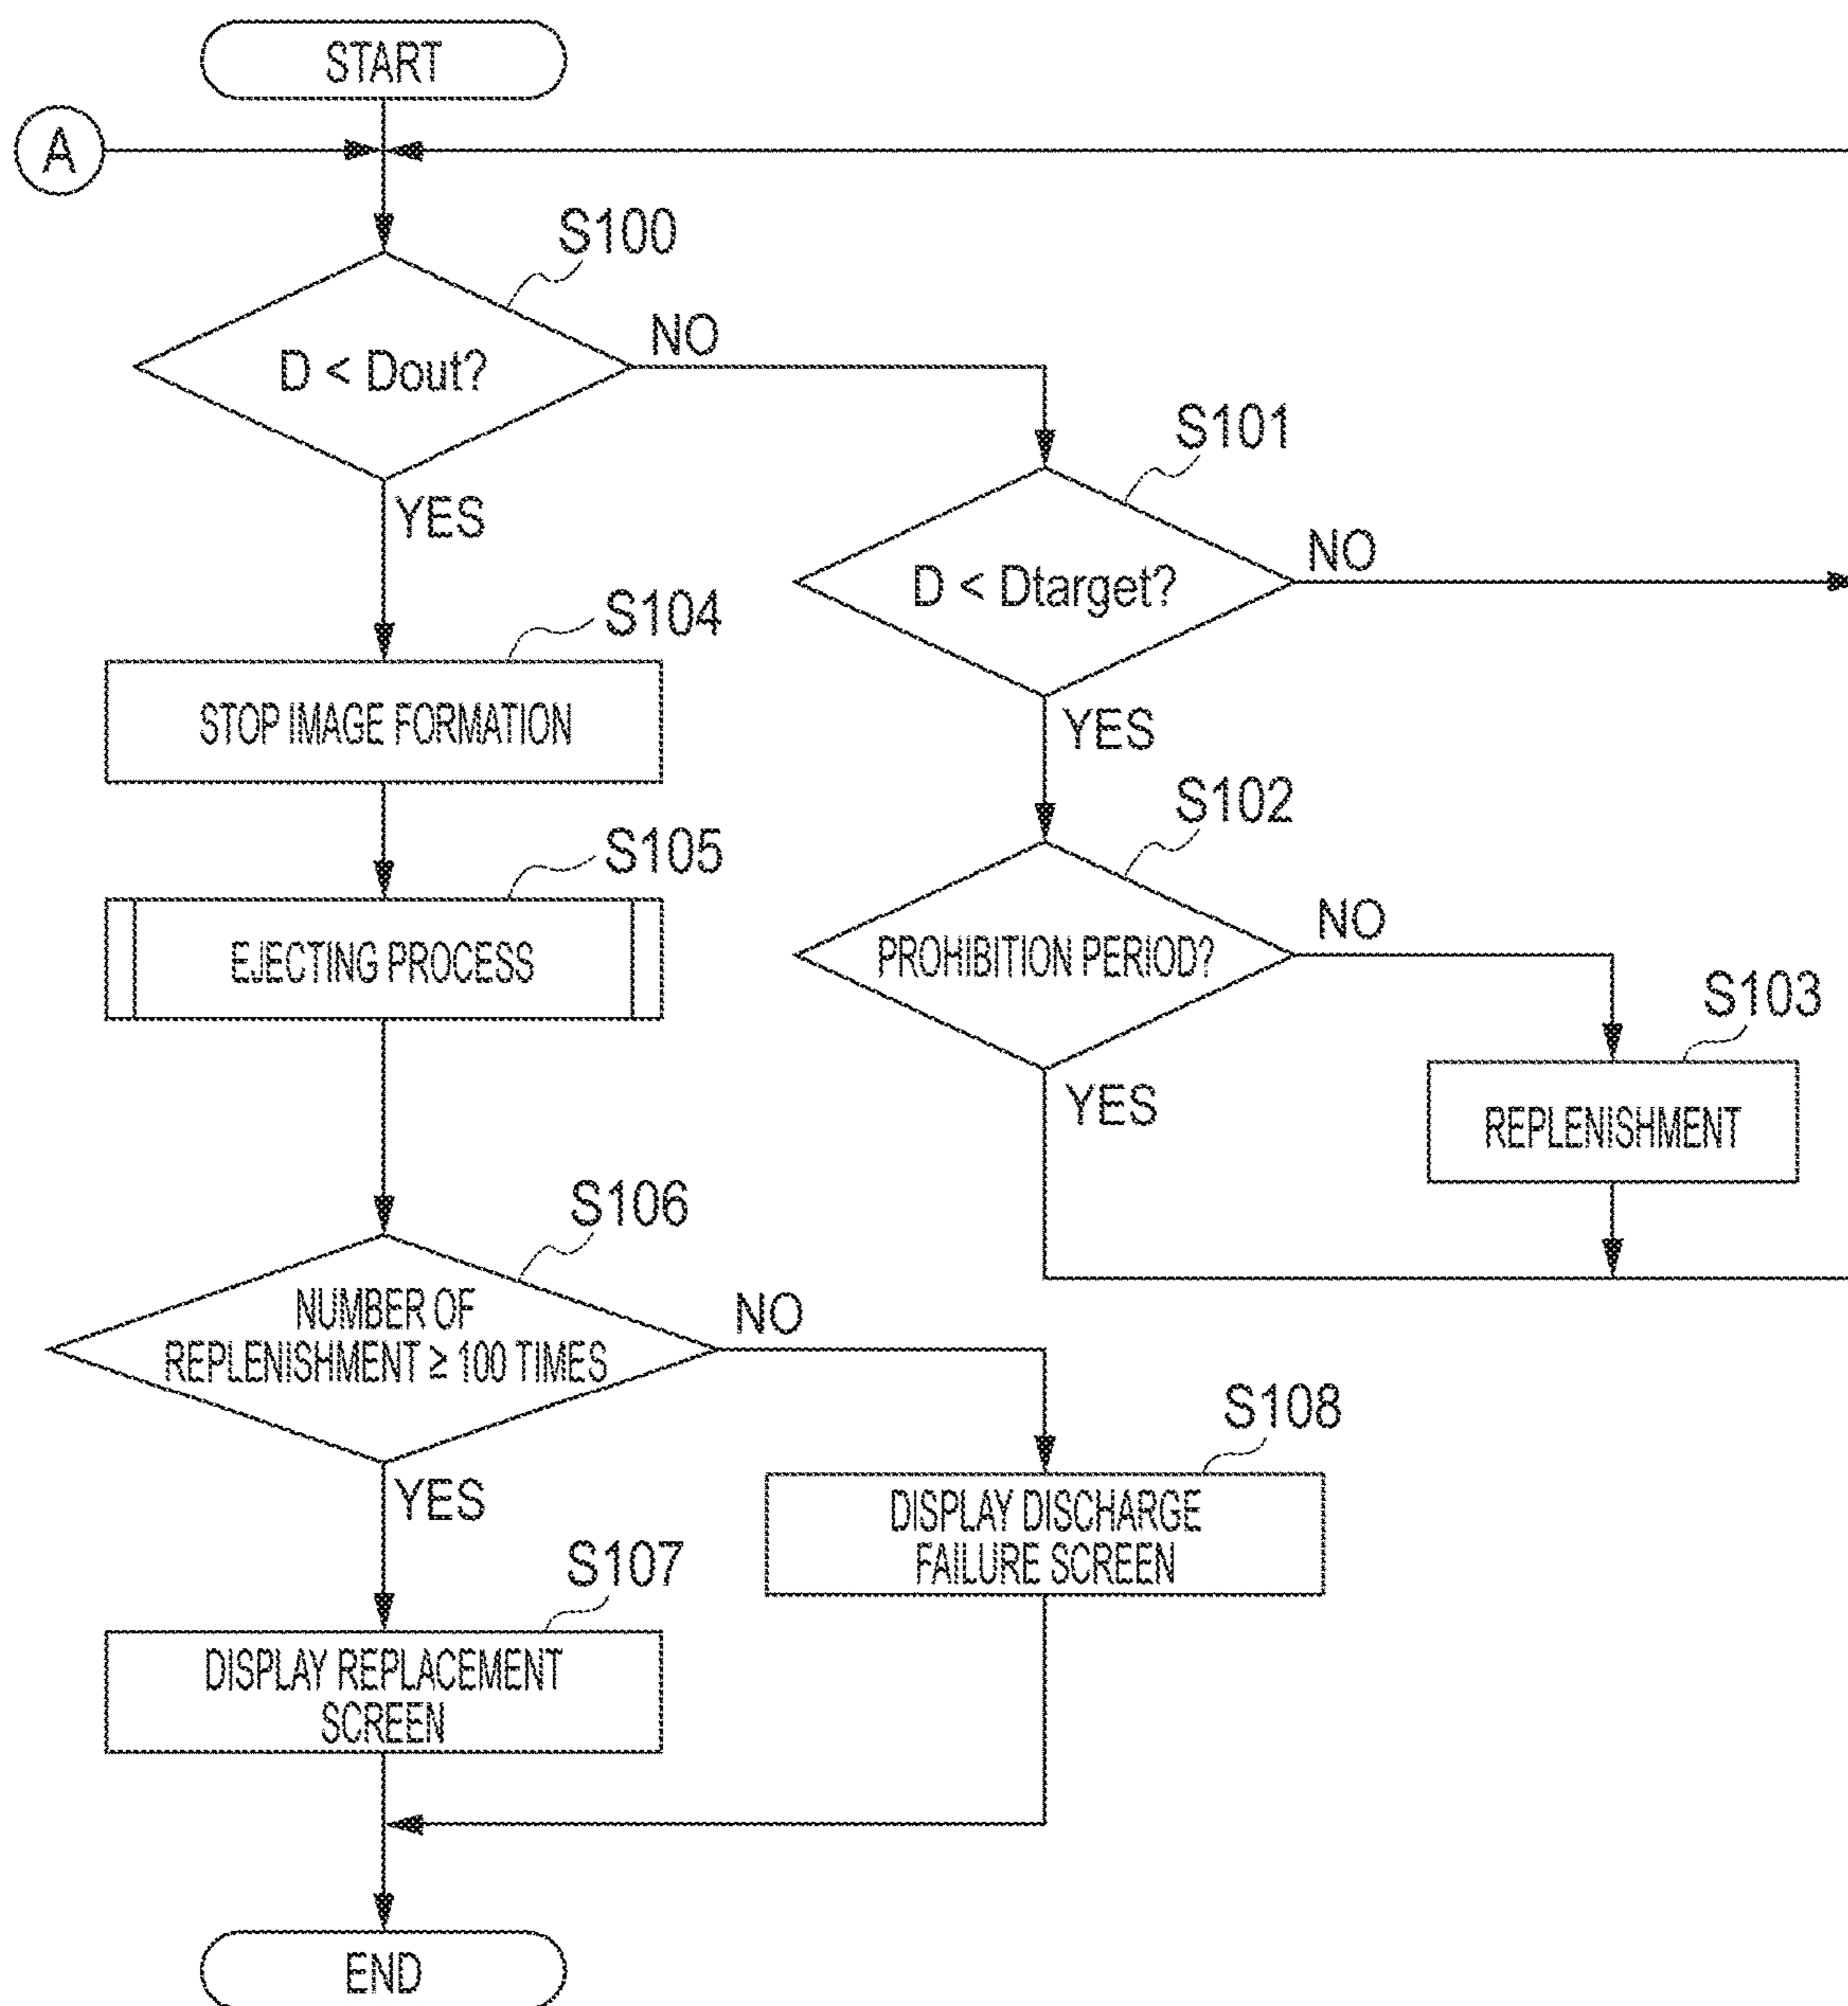 START
A
S100
D < Dout?
NO
YES
S101
D < Dtarget?
NO
YES
S104
STOP IMAGE FORMATION
S102
PROHIBITION PERIOD?
NO
YES
S105
EJECTING PROCESS
S103
REPLENISHMENT
S106
NUMBER OF
REPLENISHMENT ≥ 100 TIMES
NO
YES
S108
DISPLAY DISCHARGE
FAILURE SCREEN
S107
DISPLAY REPLACEMENT
SCREEN
END